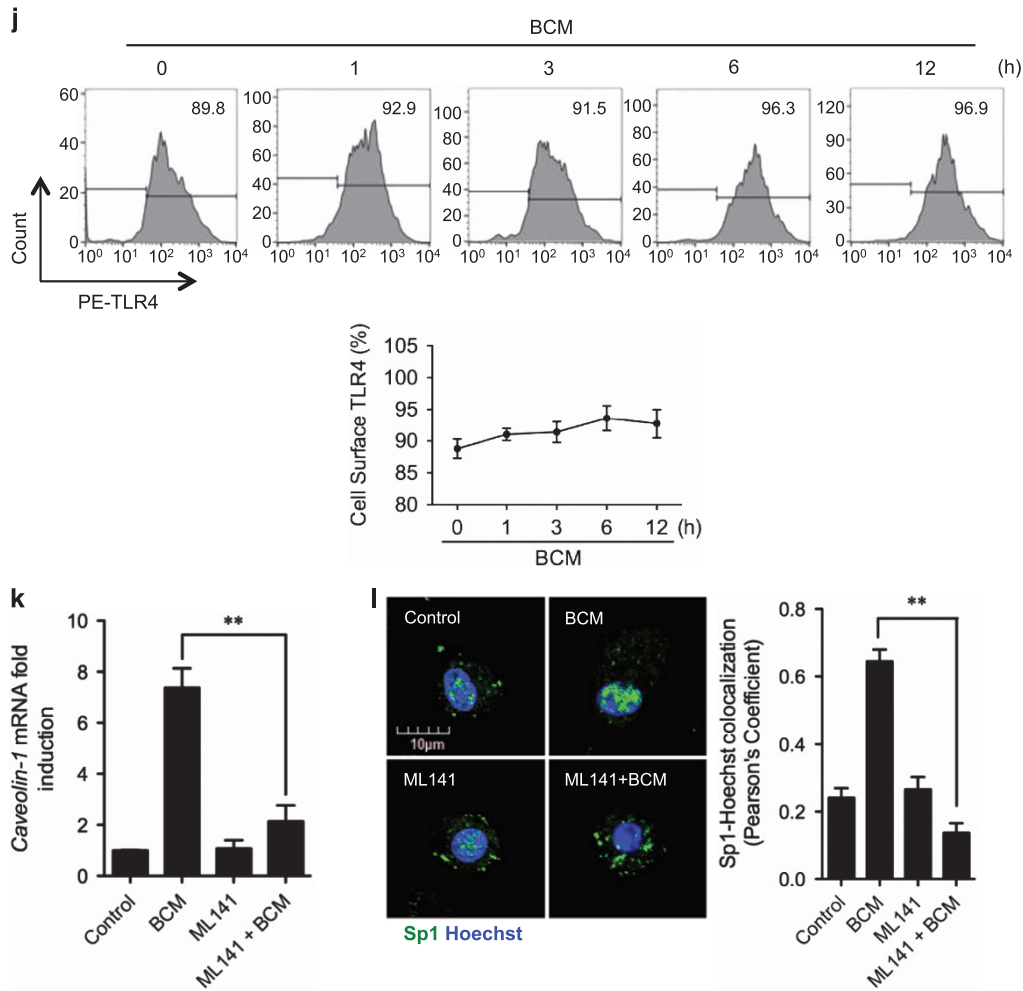 j
BCM
0 1 3 6 12 (h)
89.8 92.9 91.5 96.3 96.9
60 40 20 0
100 80 60 40 20 0
100 80 60 40 20 0
100 80 60 40 20 0
120 90 60 30 0
10⁰ 10¹ 10² 10³ 10⁴ 10⁰ 10¹ 10² 10³ 10⁴ 10⁰ 10¹ 10² 10³ 10⁴ 10⁰ 10¹ 10² 10³ 10⁴ 10⁰ 10¹ 10² 10³ 10⁴
Count
PE-TLR4
Cell Surface TLR4 (%)
105
100
95
90
85
80
0 1 3 6 12 (h)
BCM
k
Caveolin-1 mRNA fold
induction
10
8
6
4
2
0
**
Control
BCM
ML141
ML141 + BCM
l
Control
BCM
10μm
ML141
ML141+BCM
Sp1 Hoechst
Sp1-Hoechst colocalization
(Pearson's Coefficient)
0.8
0.6
0.4
0.2
0.0
**
Control
BCM
ML141
ML141 + BCM